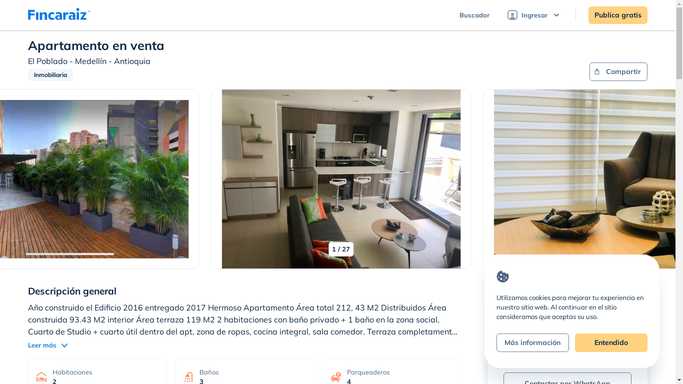 Fincaraiz
Buscador
Ingresar
Publica gratis
Apartamento en venta
El Poblado - Medellín - Antioquia
Inmobiliaria
Compartir
1 / 27
Descripción general
Año construido el Edificio 2016 entregado 2017 Hermoso Apartamento Área total 212, 43 M2 Distribuidos Área
construida 93.43 M2 interior Área terraza 119 M2 2 habitaciones con baño privado + 1 baño en la zona social,
Cuarto de Studio + cuarto útil dentro del apt, zona de ropas, cocina integral, sala comedor. Terraza completament...
Leer más
Habitaciones
2
Baños
3
Parqueaderos
4
Utilizamos cookies para mejorar tu experiencia en
nuestro sitio web. Al continuar en el sitio
consideramos que aceptas su uso.
Más información
Entendido
Contactar por WhatsApp